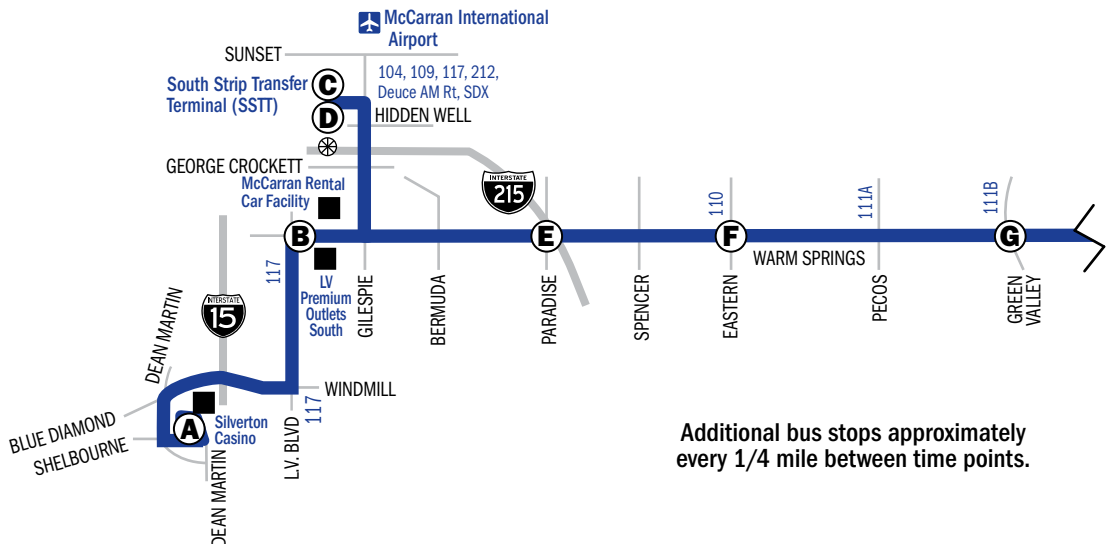 McCarran International
Airport
SUNSET
South Strip Transfer
Terminal (SSTT)
C
104, 109, 117, 212,
Deuce AM Rt, SDX
D
HIDDEN WELL
GEORGE CROCKETT
McCarran Rental
Car Facility
INTERSTATE
215
110
111A
111B
B
E
F
G
WARM SPRINGS
117
LV
Premium
Outlets
South
GILESPIE
BERMUDA
PARADISE
SPENCER
EASTERN
PECOS
GREEN
VALLEY
INTERSTATE
15
DEAN MARTIN
WINDMILL
117
L.V. BLVD
BLUE DIAMOND
SHELBOURNE
A
Silverton
Casino
DEAN MARTIN
Additional bus stops approximately
every 1/4 mile between time points.